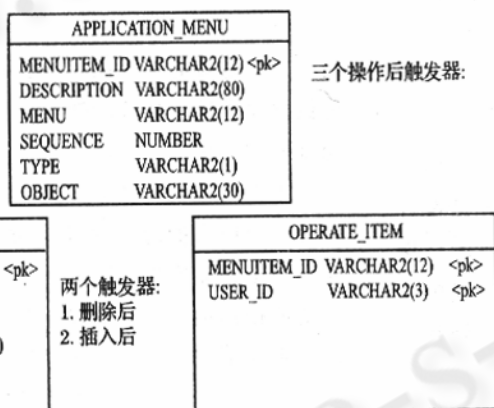 APPLICATION_MENU
MENUITEM_ID VARCHAR2(12) <pk>
DESCRIPTION VARCHAR2(80)
MENU VARCHAR2(12)
SEQUENCE NUMBER
TYPE VARCHAR2(1)
OBJECT VARCHAR2(30)
三个操作后触发器:
<pk>
)
两个触发器:
1. 删除后
2. 插入后
OPERATE_ITEM
MENUITEM_ID VARCHAR2(12) <pk>
USER_ID VARCHAR2(3) <pk>